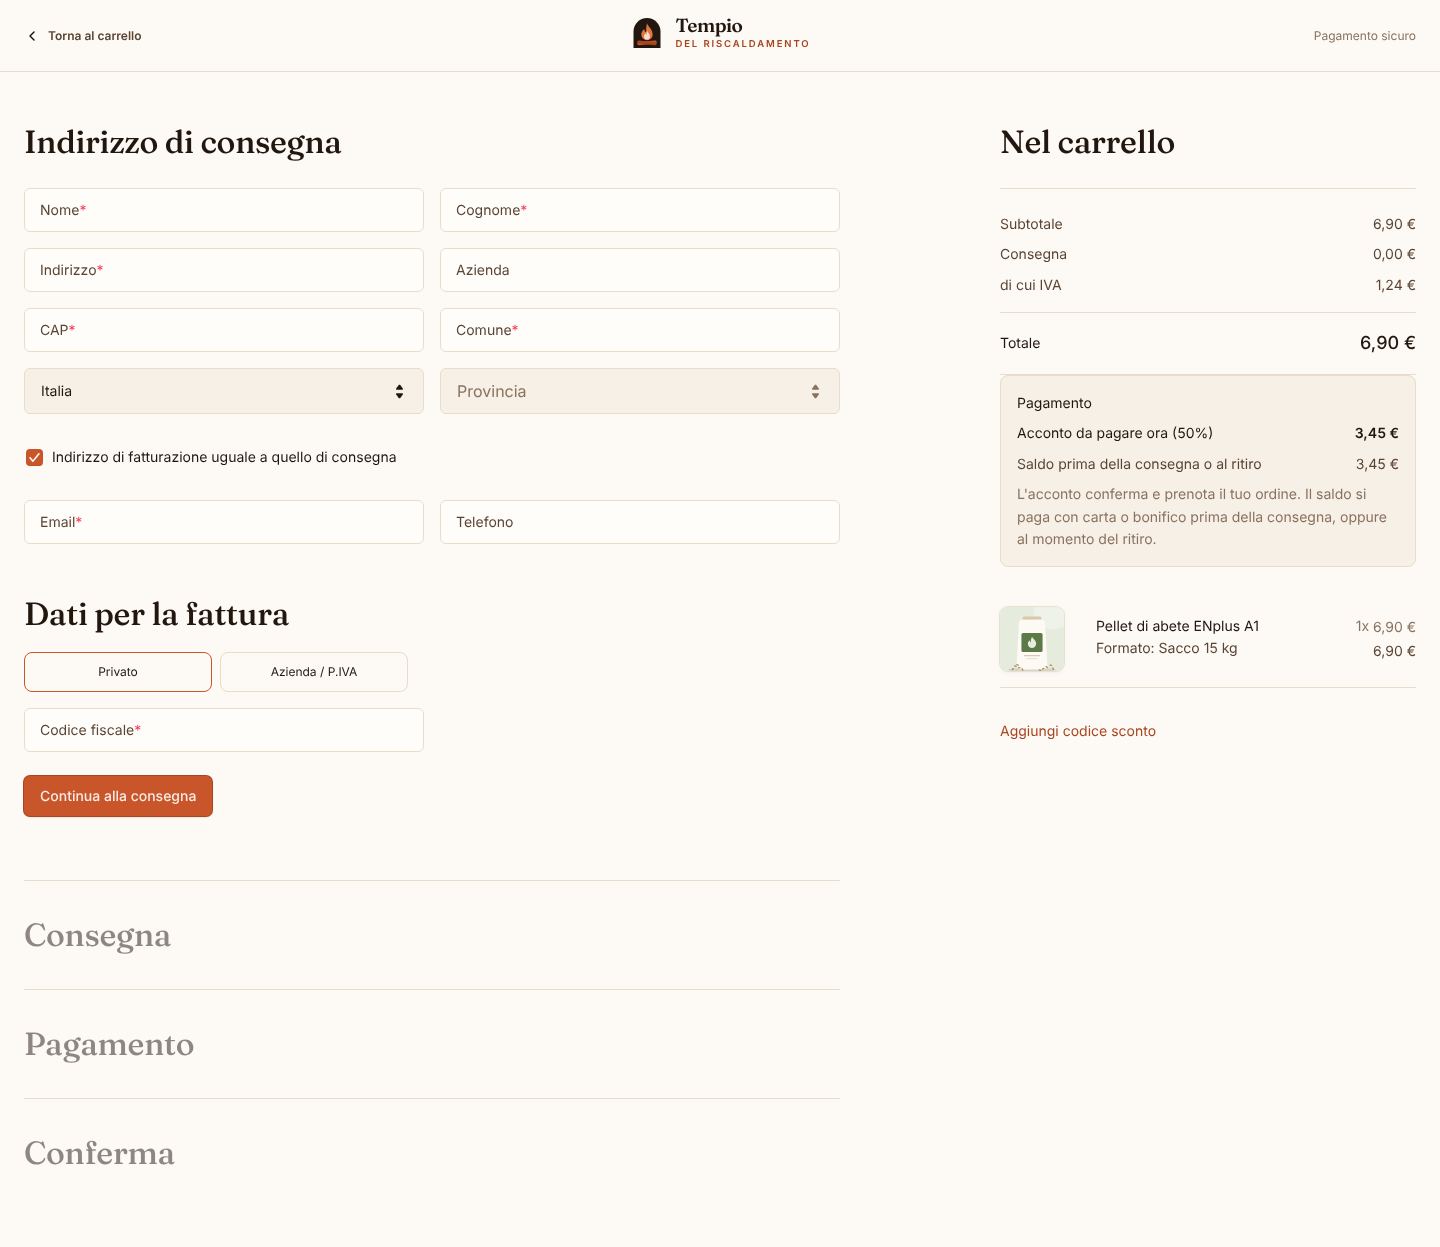 Torna al carrello
Tempio
DEL RISCALDAMENTO
Pagamento sicuro
Indirizzo di consegna
Nome*
Cognome*
Indirizzo*
Azienda
CAP*
Comune*
Italia
Provincia
Indirizzo di fatturazione uguale a quello di consegna
Email*
Telefono
Dati per la fattura
Privato
Azienda / P.IVA
Codice fiscale*
Continua alla consegna
Consegna
Pagamento
Conferma
Nel carrello
Subtotale 6,90 €
Consegna 0,00 €
di cui IVA 1,24 €
Totale 6,90 €
Pagamento
Acconto da pagare ora (50%) 3,45 €
Saldo prima della consegna o al ritiro 3,45 €
L'acconto conferma e prenota il tuo ordine. Il saldo si
paga con carta o bonifico prima della consegna, oppure
al momento del ritiro.
Pellet di abete ENplus A1 1x 6,90 €
Formato: Sacco 15 kg 6,90 €
Aggiungi codice sconto